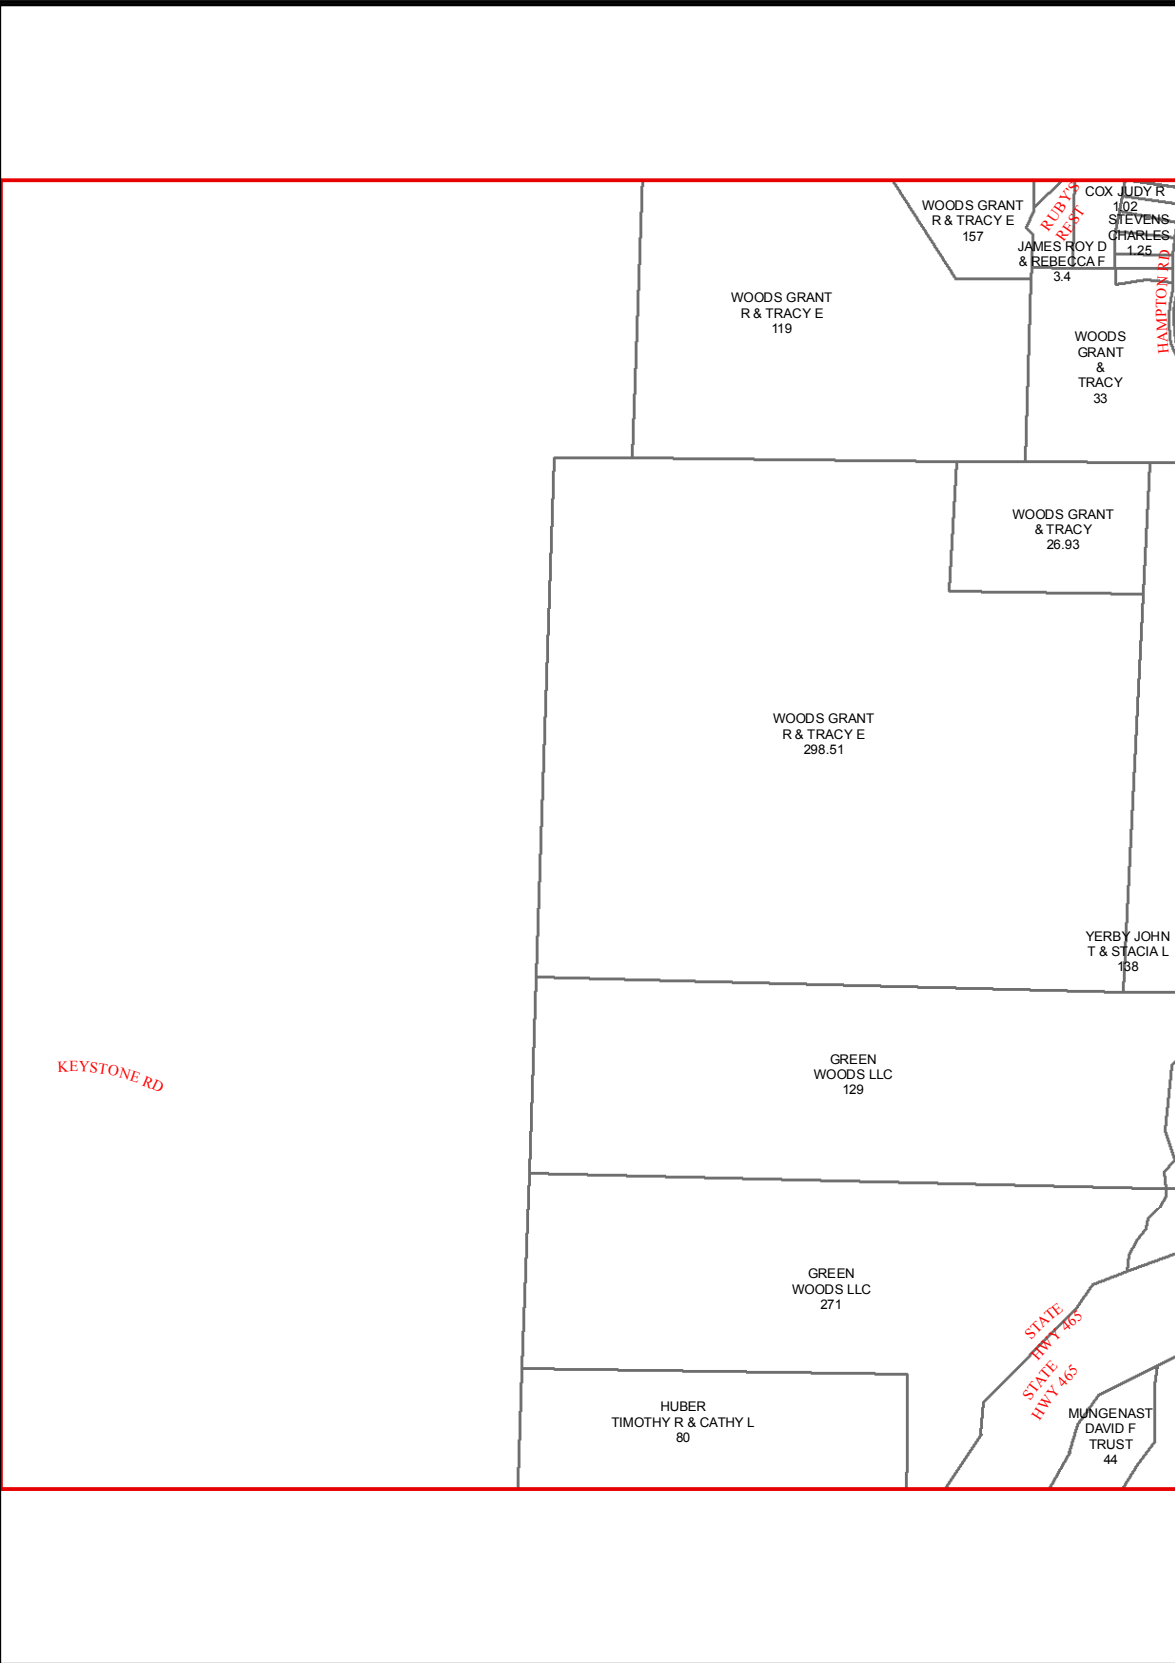 COX JUDY R
1.02
STEVENS
CHARLES
1.25
WOODS GRANT
R & TRACY E
157
RUBY'S
REST
JAMES ROY D
& REBECCA F
3.4
HAMPTON RD
WOODS GRANT
R & TRACY E
119
WOODS
GRANT
&
TRACY
33
WOODS GRANT
& TRACY
26.93
WOODS GRANT
R & TRACY E
298.51
YERBY JOHN
T & STACIA L
138
KEYSTONE RD
GREEN
WOODS LLC
129
GREEN
WOODS LLC
271
STATE
HWY 465
STATE
HWY 465
HUBER
TIMOTHY R & CATHY L
80
MUNGENAST
DAVID F
TRUST
44